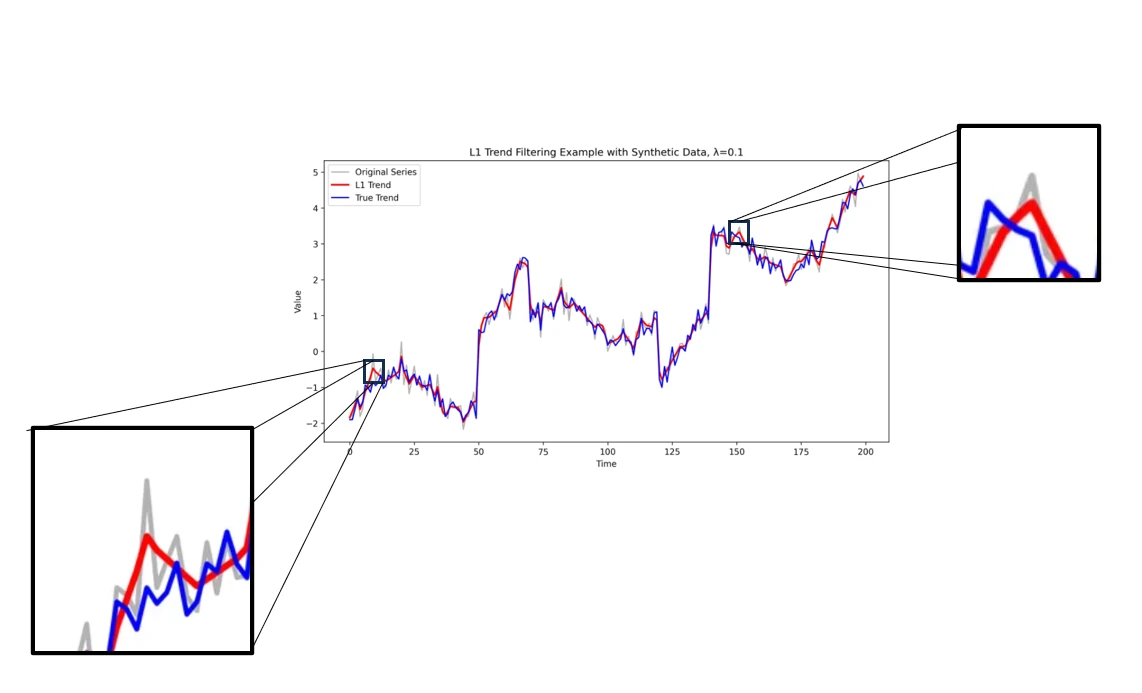 L1 Trend Filtering Example with Synthetic Data, λ=0.1
Original Series
L1 Trend
True Trend
5
4
3
2
1
0
−1
−2
Value
0 25 50 75 100 125 150 175 200
Time